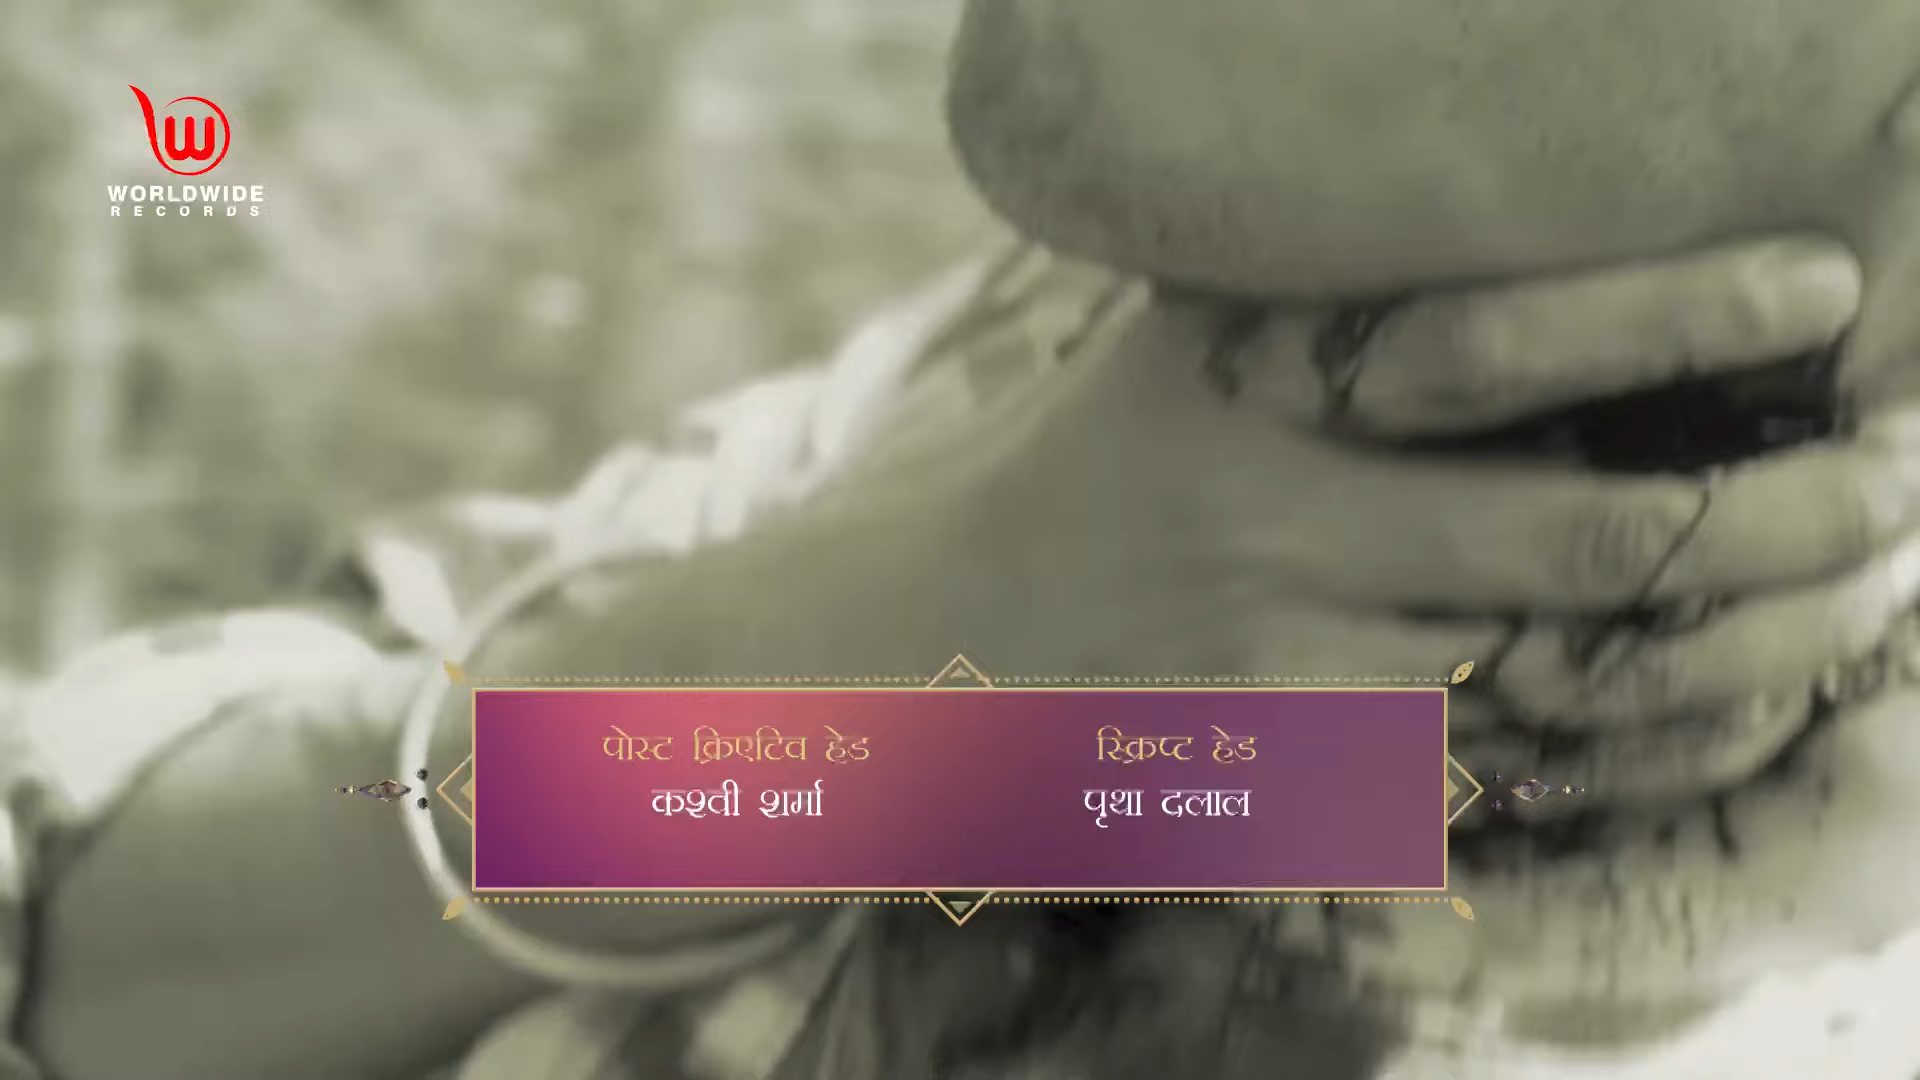 WORLDWIDE
RECORDS
पोस्ट क्रिएटिव हेड
कश्वी शर्मा
स्क्रिप्ट हेड
पृथा दलाल